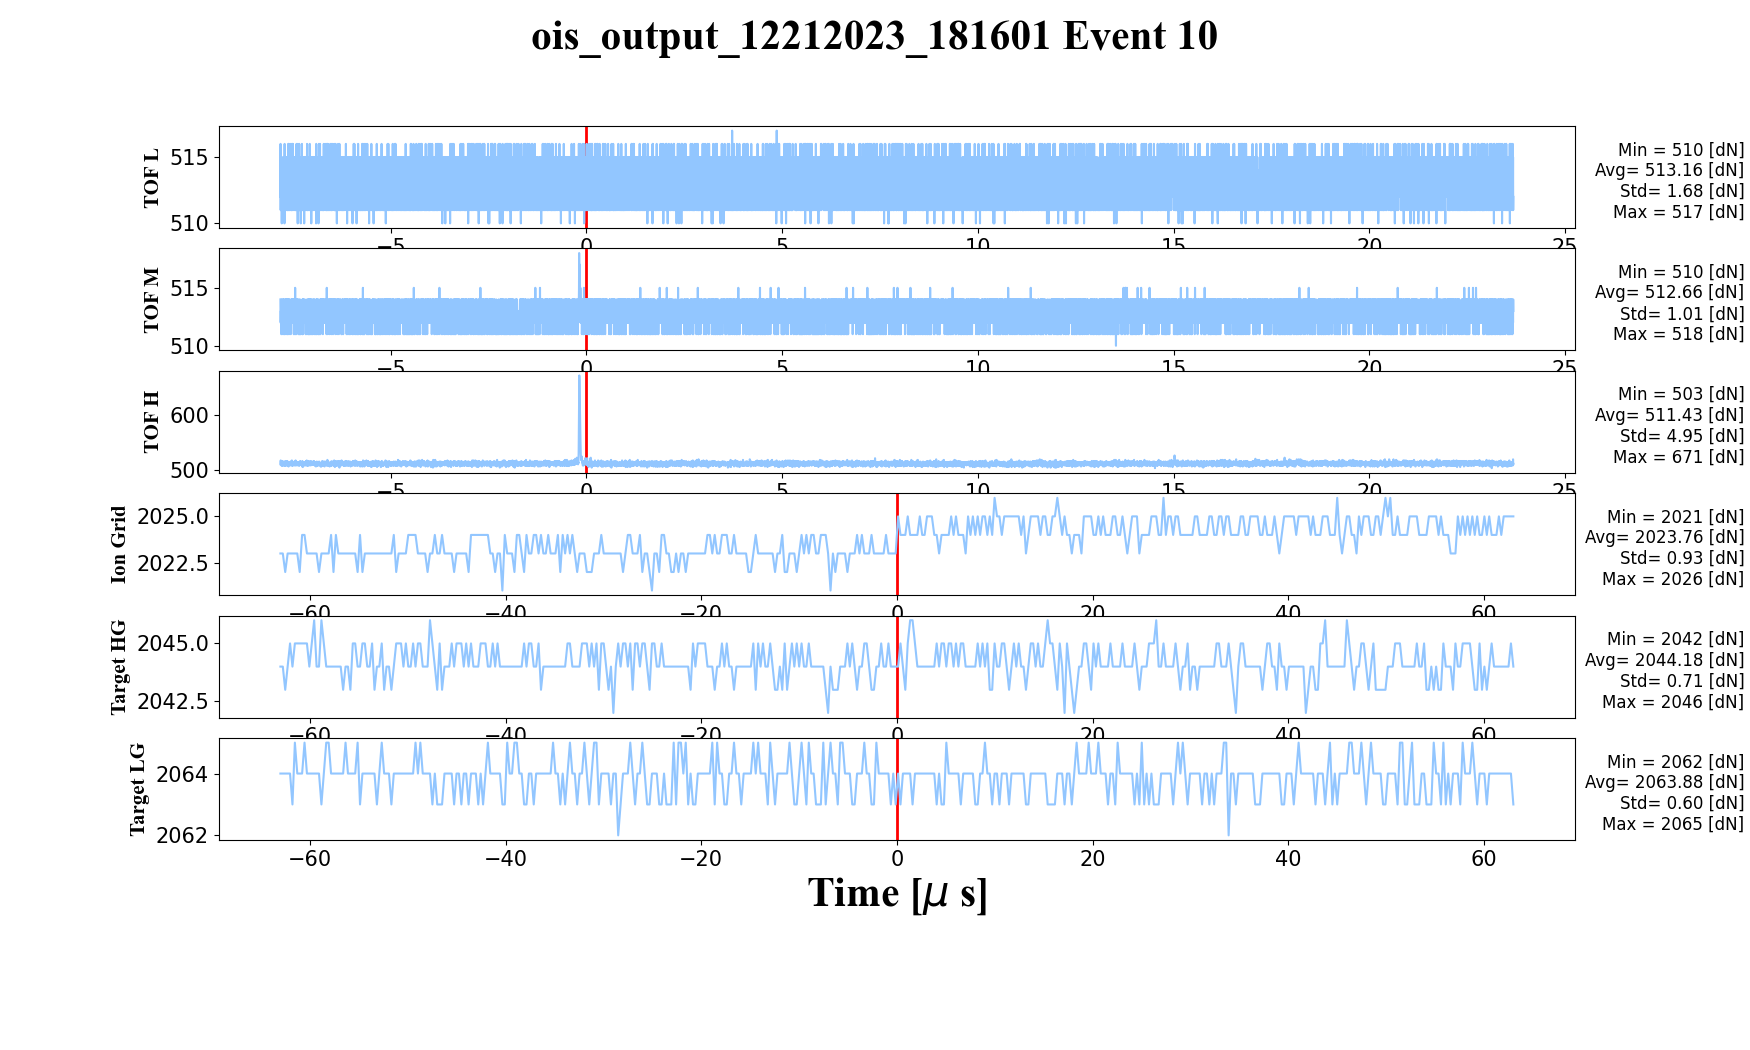 ois_output_12212023_181601 Event 10
TOF L
515
510
−5 0 5 10 15 20 25
Min = 510 [dN]
Avg= 513.16 [dN]
Std= 1.68 [dN]
Max = 517 [dN]
TOF M
515
510
−5 0 5 10 15 20 25
Min = 510 [dN]
Avg= 512.66 [dN]
Std= 1.01 [dN]
Max = 518 [dN]
TOF H
600
500
−5 0 5 10 15 20 25
Min = 503 [dN]
Avg= 511.43 [dN]
Std= 4.95 [dN]
Max = 671 [dN]
Ion Grid
2025.0
2022.5
−60 −40 −20 0 20 40 60
Min = 2021 [dN]
Avg= 2023.76 [dN]
Std= 0.93 [dN]
Max = 2026 [dN]
Target HG
2045.0
2042.5
−60 −40 −20 0 20 40 60
Min = 2042 [dN]
Avg= 2044.18 [dN]
Std= 0.71 [dN]
Max = 2046 [dN]
Target LG
2064
2062
−60 −40 −20 0 20 40 60
Min = 2062 [dN]
Avg= 2063.88 [dN]
Std= 0.60 [dN]
Max = 2065 [dN]
Time [μ s]